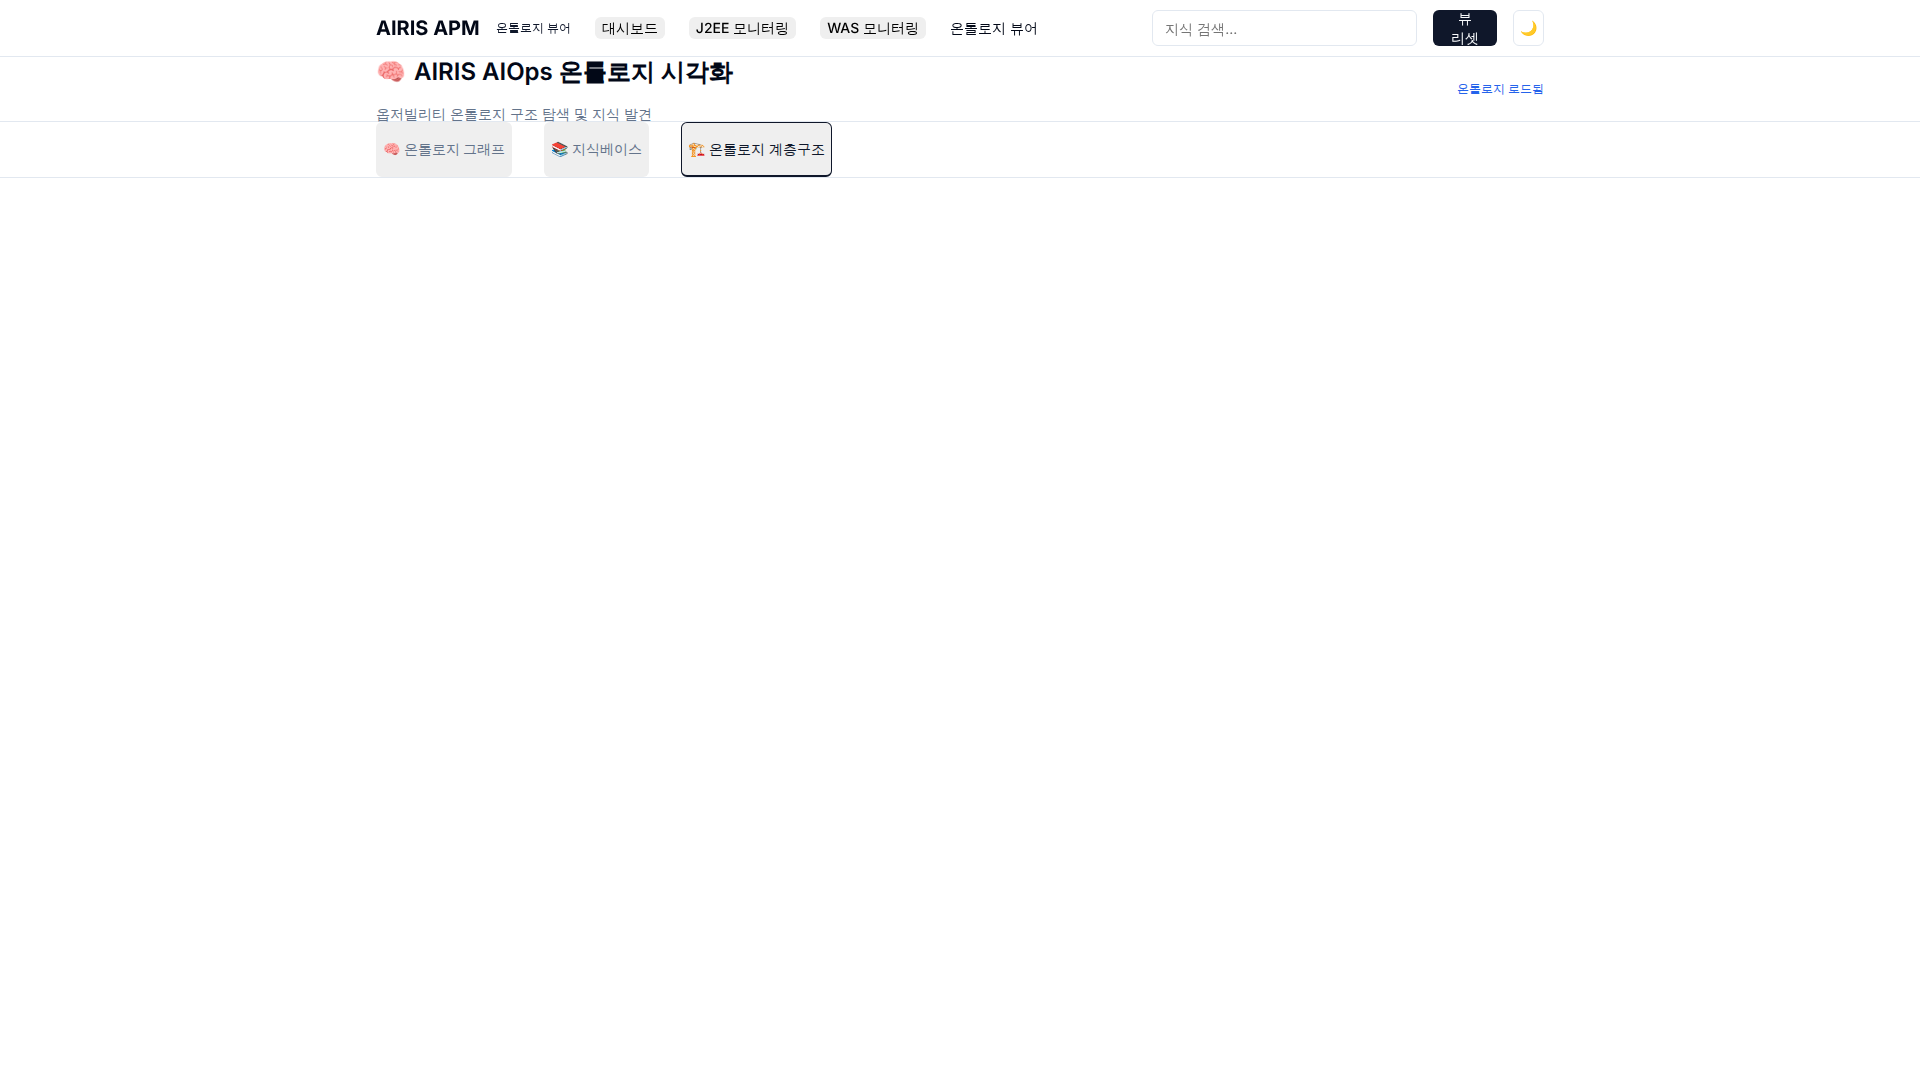 AIRIS APM 온톨로지 뷰어 대시보드 J2EE 모니터링 WAS 모니터링 온톨로지 뷰어 지식 검색... 뷰
리셋
🧠 AIRIS AIOps 온톨로지 시각화
온톨로지 로드됨
옵저빌리티 온톨로지 구조 탐색 및 지식 발견
🧠 온톨로지 그래프 📚 지식베이스 🏗️ 온톨로지 계층구조